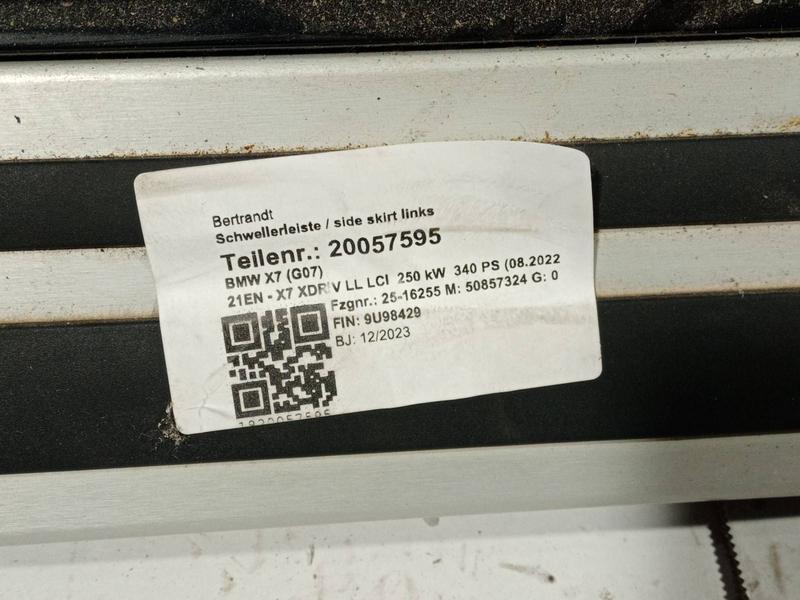 Bertrandt
Schwellerleiste / side skirt links
Teilenr.: 20057595
BMW X7 (G07)
21EN - X7 XDRIV LL LCI 250 kW 340 PS (08.2022
Fzgnr.: 25-16255 M: 50857324 G: 0
FIN: 9U98429
BJ: 12/2023
1820057595